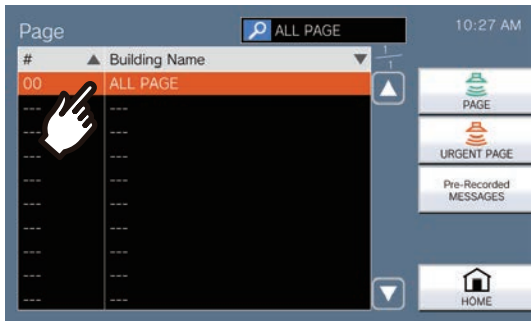 Page
ALL PAGE
10:27 AM
# Building Name
1
1
00 ALL PAGE
--- ---
--- ---
--- ---
--- ---
--- ---
--- ---
--- ---
--- ---
--- ---
PAGE
URGENT PAGE
Pre-Recorded
MESSAGES
HOME